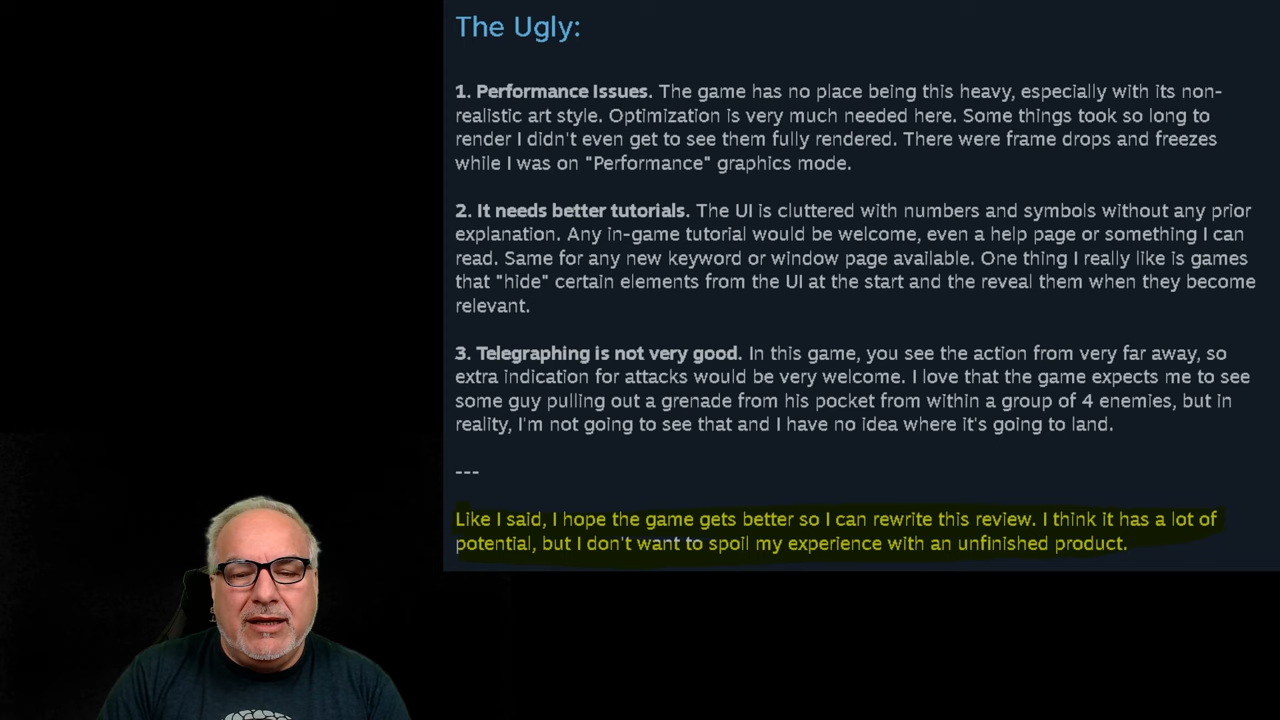 The Ugly:
1. Performance Issues. The game has no place being this heavy, especially with its non-
realistic art style. Optimization is very much needed here. Some things took so long to
render I didn't even get to see them fully rendered. There were frame drops and freezes
while I was on "Performance" graphics mode.
2. It needs better tutorials. The UI is cluttered with numbers and symbols without any prior
explanation. Any in-game tutorial would be welcome, even a help page or something I can
read. Same for any new keyword or window page available. One thing I really like is games
that "hide" certain elements from the UI at the start and the reveal them when they become
relevant.
3. Telegraphing is not very good. In this game, you see the action from very far away, so
extra indication for attacks would be very welcome. I love that the game expects me to see
some guy pulling out a grenade from his pocket from within a group of 4 enemies, but in
reality, I'm not going to see that and I have no idea where it's going to land.
---
Like I said, I hope the game gets better so I can rewrite this review. I think it has a lot of
potential, but I don't want to spoil my experience with an unfinished product.